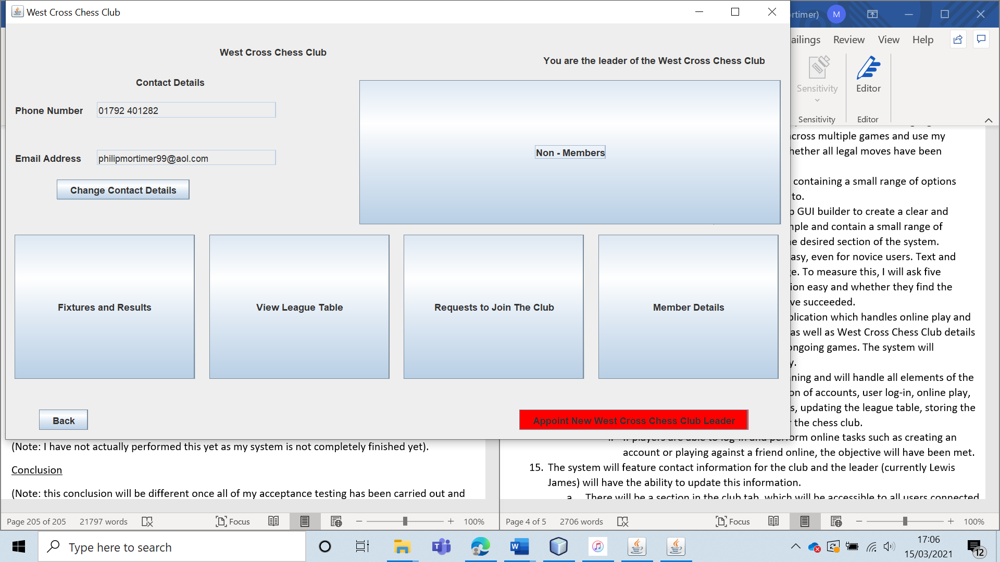 West Cross Chess Club
West Cross Chess Club
You are the leader of the West Cross Chess Club
Contact Details
Phone Number 01792 401282
Email Address philipmortimer99@aol.com
Change Contact Details
Non - Members
Fixtures and Results
View League Table
Requests to Join The Club
Member Details
Back
Appoint New West Cross Chess Club Leader
rtimer) M
ailings Review View Help
Sensitivity
Editor
Sensitivity
Editor
across multiple games and use my
hether all legal moves have been
containing a small range of options
to.
GUI builder to create a clear and
mple and contain a small range of
e desired section of the system.
asy, even for novice users. Text and
e. To measure this, I will ask five
ion easy and whether they find the
ve succeeded.
plication which handles online play and
as well as West Cross Chess Club details
ongoing games. The system will
y.
ning and will handle all elements of the
on of accounts, user log-in, online play,
s, updating the league table, storing the
the chess club.
i. If players are able to log-in and perform online tasks such as creating an
account or playing against a friend online, the objective will have been met.
15. The system will feature contact information for the club and the leader (currently Lewis
James) will have the ability to update this information.
a. There will be a section in the club tab, which will be accessible to all users connected
(Note: I have not actually performed this yet as my system is not completely finished yet).
Conclusion
(Note: this conclusion will be different once all of my acceptance testing has been carried out and
Page 205 of 205 21797 words Focus 100%
Page 4 of 5 2706 words Focus 100%
Type here to search
17:06
15/03/2021
12